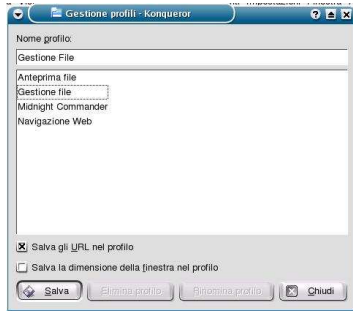 Gestione profili - Konqueror
Nome profilo:
Gestione File
Anteprima file
Gestione file
Midnight Commander
Navigazione Web
Salva gli URL nel profilo
Salva la dimensione della finestra nel profilo
Salva
Elimina profilo
Rinomina profilo
Chiudi